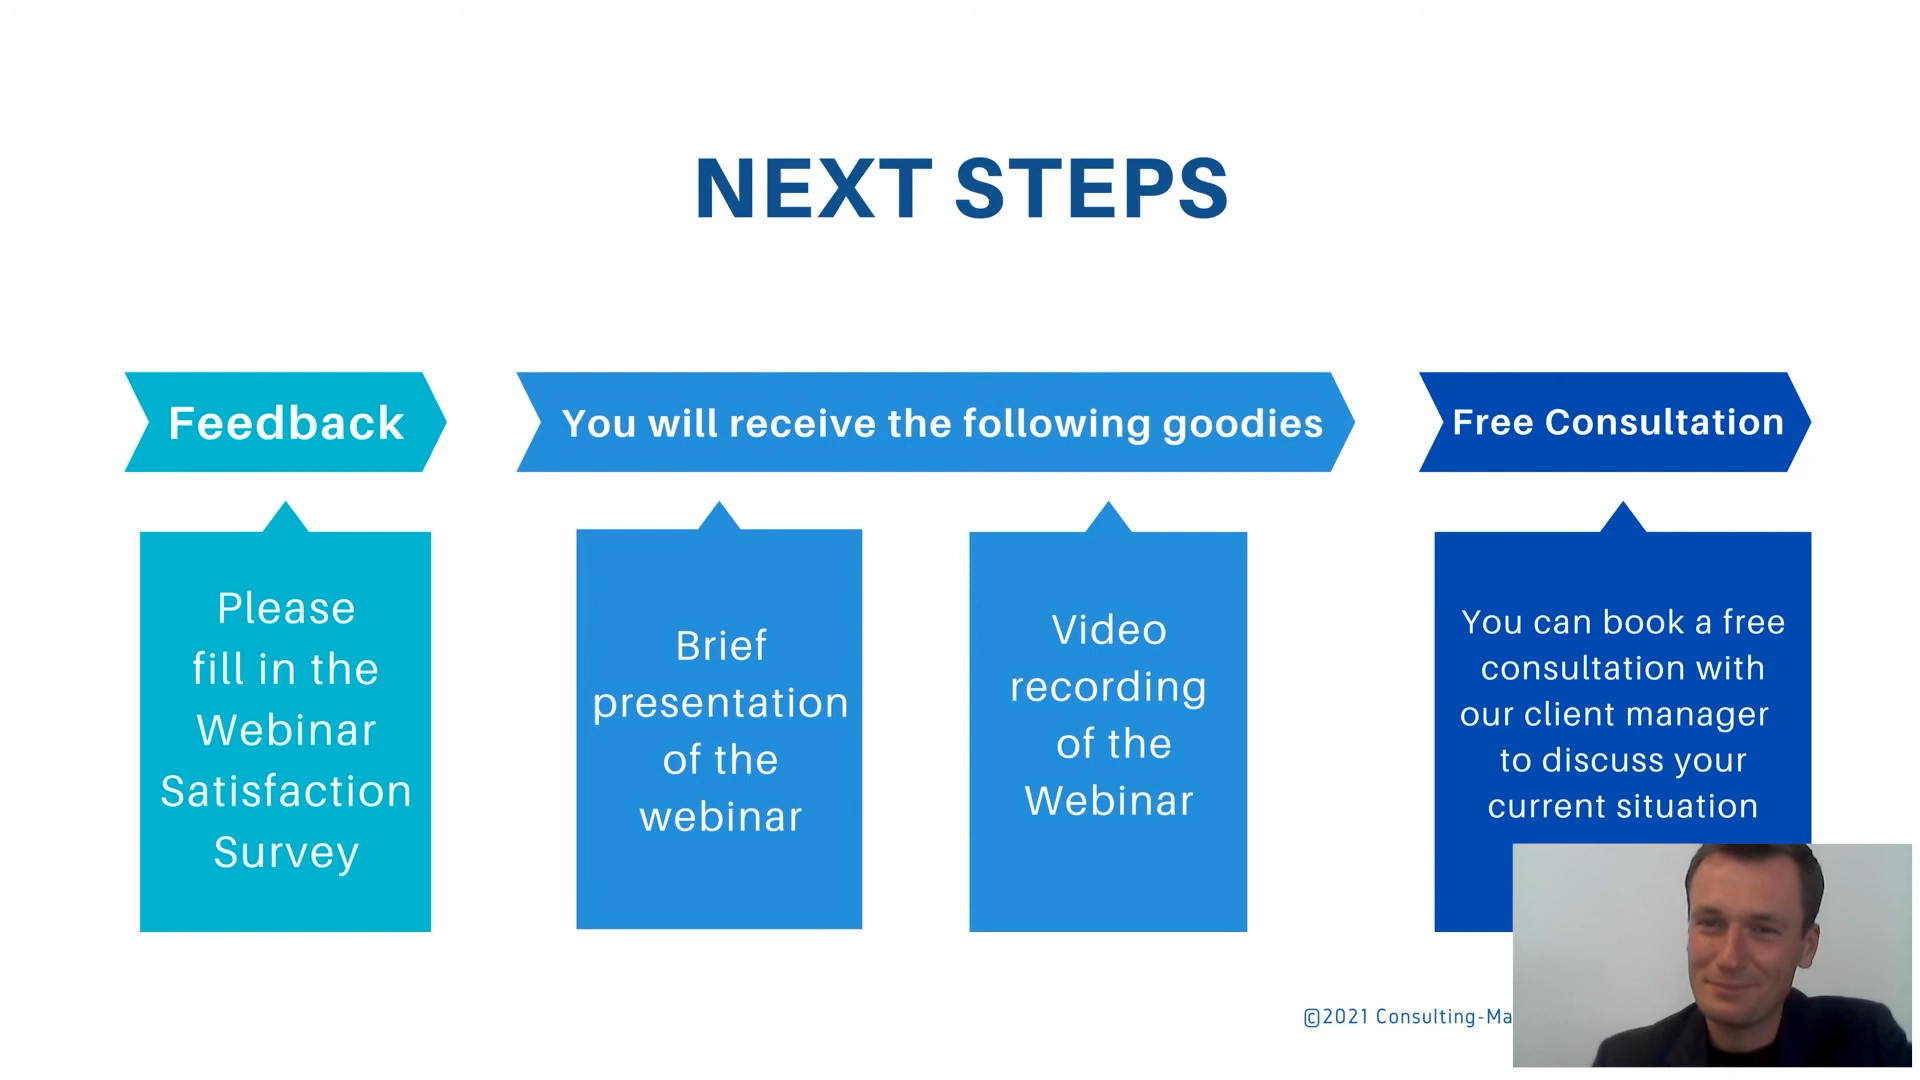 NEXT STEPS
Feedback
You will receive the following goodies
Free Consultation
Please
fill in the
Webinar
Satisfaction
Survey
Brief
presentation
of the
webinar
Video
recording
of the
Webinar
You can book a free
consultation with
our client manager
to discuss your
current situation
©2021 Consulting-Ma